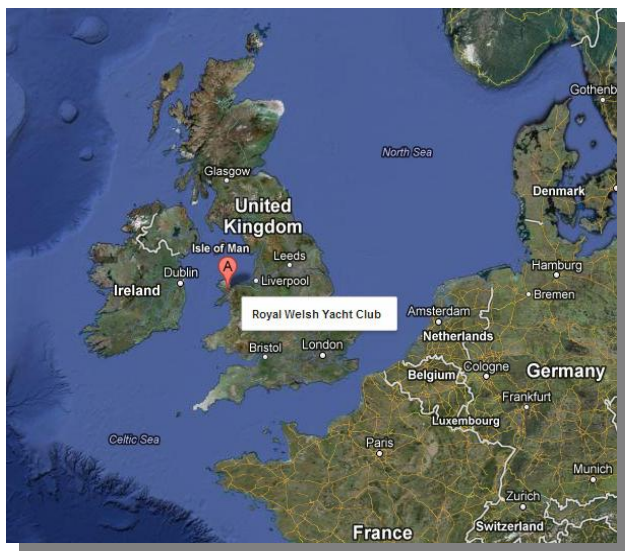 Gothenb
North Sea
Glasgow
United
Kingdom
Denmark
Isle of Man
A
Leeds
Hamburg
Dublin
Liverpool
Ireland
Bremen
Royal Welsh Yacht Club
Amsterdam
Netherlands
Bristol
London
Cologne
Belgium
Germany
Frankfurt
Luxembourg
Celtic Sea
Paris
Munich
Zurich
Switzerland
France